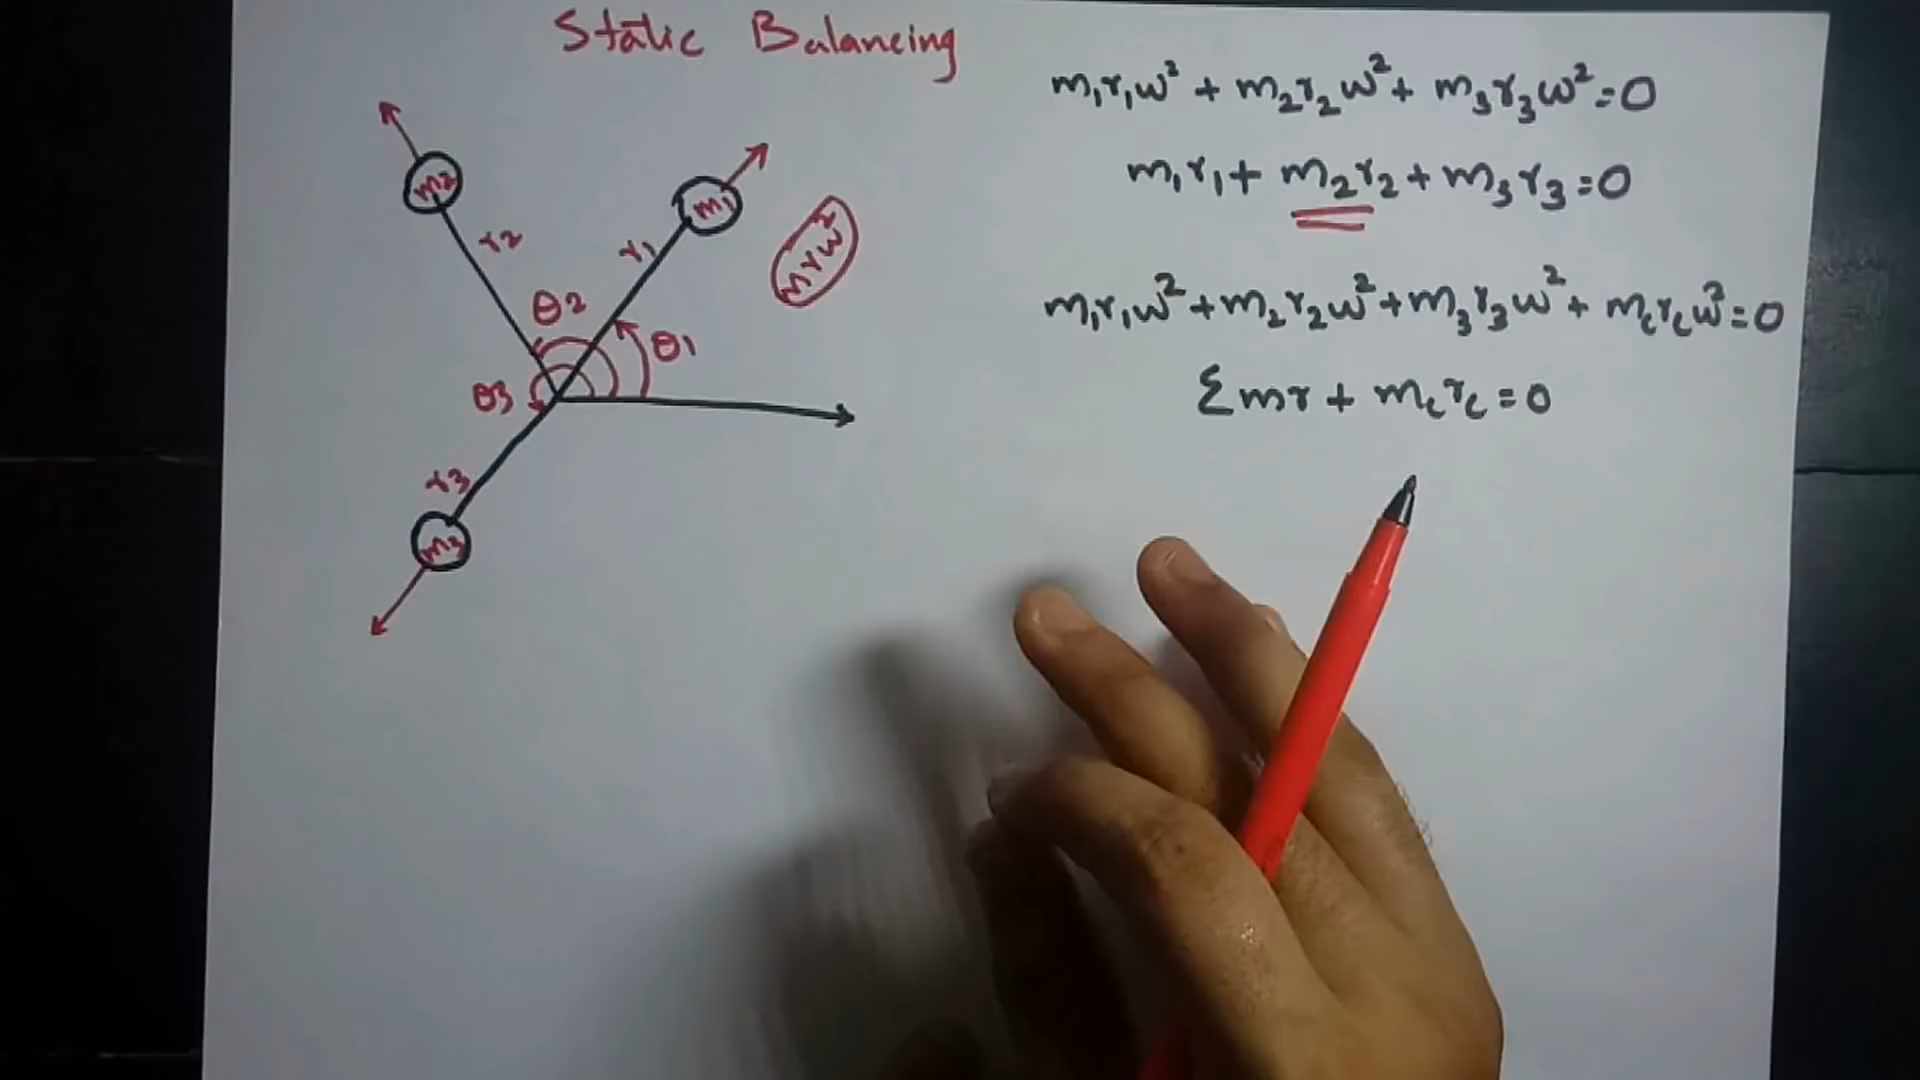 Static Balancing
m₁r₁ω² + m₂r₂ω² + m₃r₃ω² = 0
m₁r₁ + m₂r₂ + m₃r₃ = 0
m₁r₁ω² + m₂r₂ω² + m₃r₃ω² + mcrcω² = 0
Σmr + mcrc = 0
m2
m1
r2
r1
mrω²
θ2
θ1
θ3
r3
m3